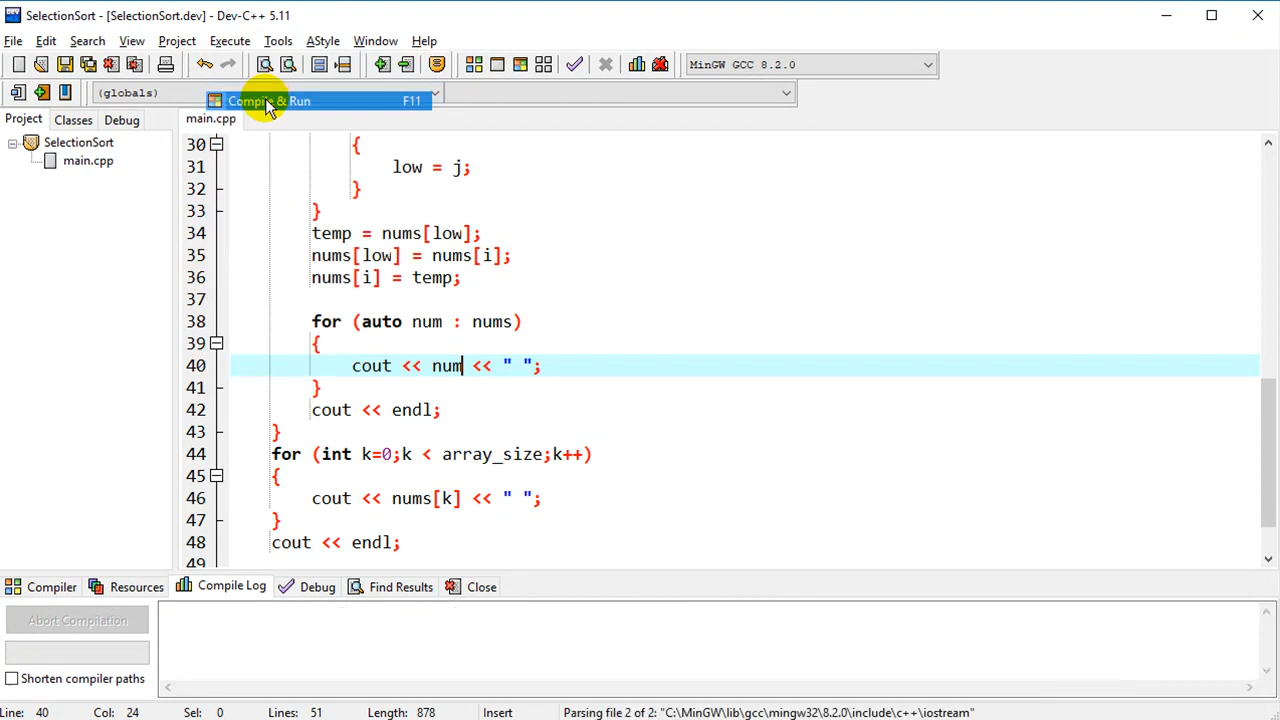 SelectionSort - [SelectionSort.dev] - Dev-C++ 5.11
File Edit Search View Project Execute Tools AStyle Window Help
MinGW GCC 8.2.0
(globals)
Compile & Run F11
Project Classes Debug main.cpp
SelectionSort
main.cpp
30 {
31 low = j;
32 }
33 }
34 temp = nums[low];
35 nums[low] = nums[i];
36 nums[i] = temp;
37
38 for (auto num : nums)
39 {
40 cout << num << " ";
41 }
42 cout << endl;
43 }
44 for (int k=0;k < array_size;k++)
45 {
46 cout << nums[k] << " ";
47 }
48 cout << endl;
49
Compiler Resources Compile Log Debug Find Results Close
Abort Compilation
Shorten compiler paths
Line: 40 Col: 24 Sel: 0 Lines: 51 Length: 878 Insert Parsing file 2 of 2: "C:\MinGW\lib\gcc\mingw32\8.2.0\include\c++\iostream"